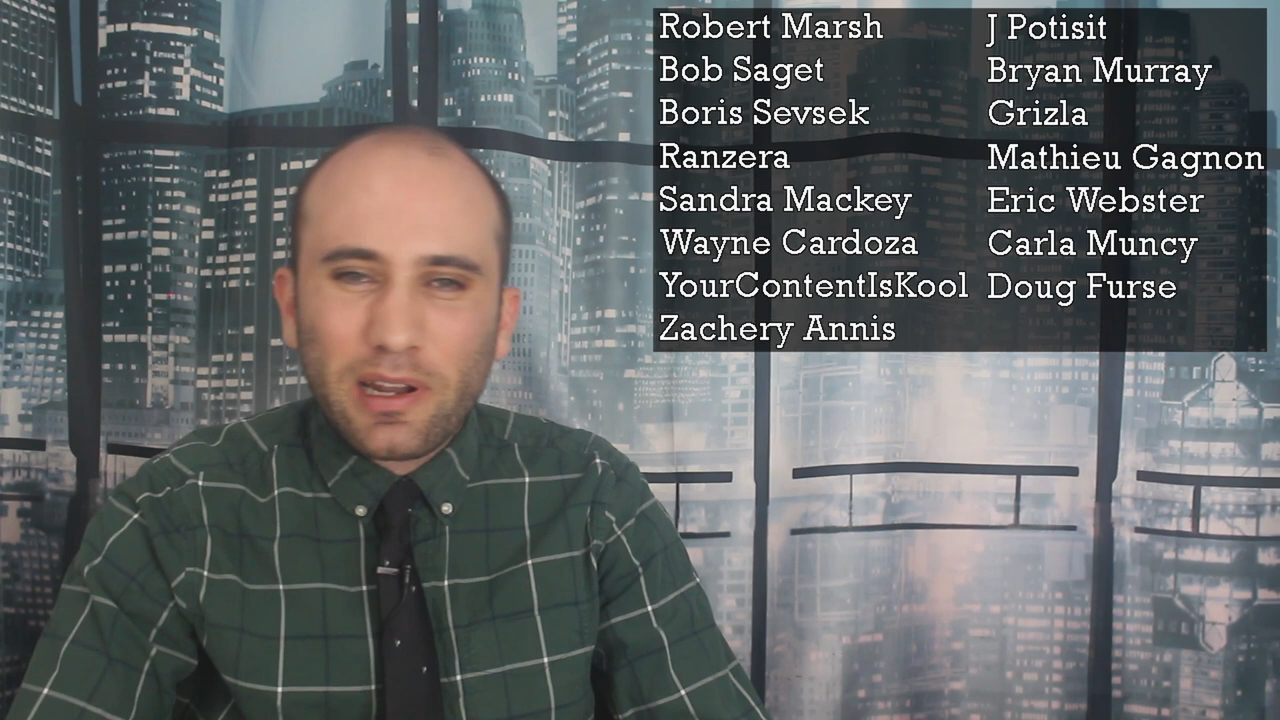 Robert Marsh
Bob Saget
Boris Sevsek
Ranzera
Sandra Mackey
Wayne Cardoza
YourContentIsKool
Zachery Annis
J Potisit
Bryan Murray
Grizla
Mathieu Gagnon
Eric Webster
Carla Muncy
Doug Furse